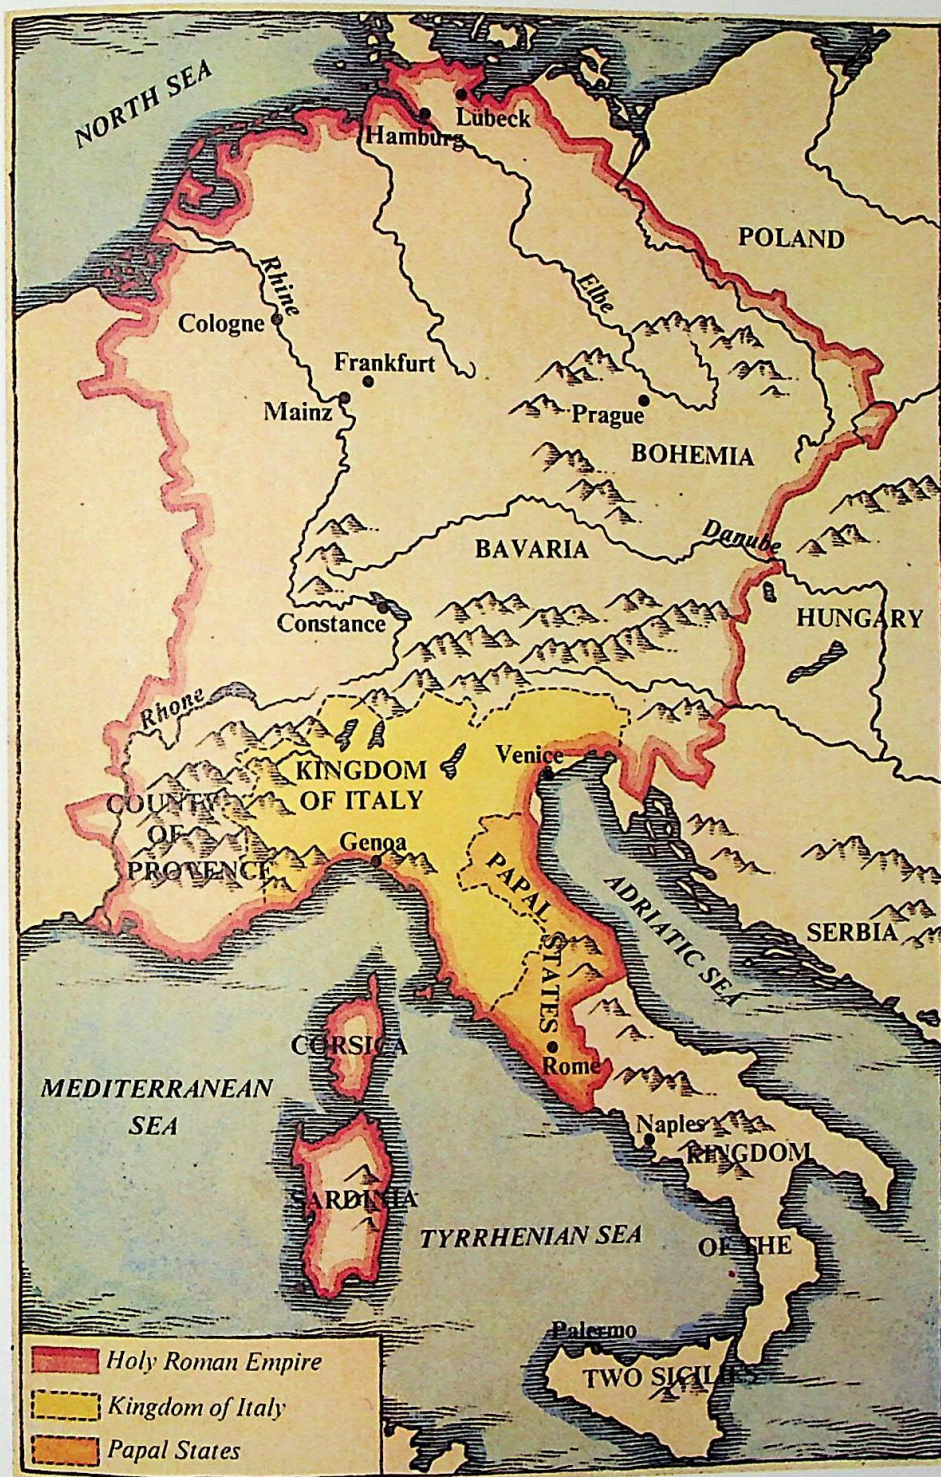 NORTH SEA
Lübeck
Hamburg
POLAND
Rhine
Elbe
Cologne
Frankfurt
Mainz
Prague
BOHEMIA
Danube
BAVARIA
HUNGARY
Constance
Rhone
Venice
KINGDOM
OF ITALY
COUNTY
OF
PROVENCE
Genoa
PAPAL
STATES
ADRIATIC SEA
SERBIA
CORSICA
Rome
MEDITERRANEAN
SEA
Naples
KINGDOM
SARDINIA
TYRRHENIAN SEA
OF THE
Palermo
TWO SICILIES
Holy Roman Empire
Kingdom of Italy
Papal States